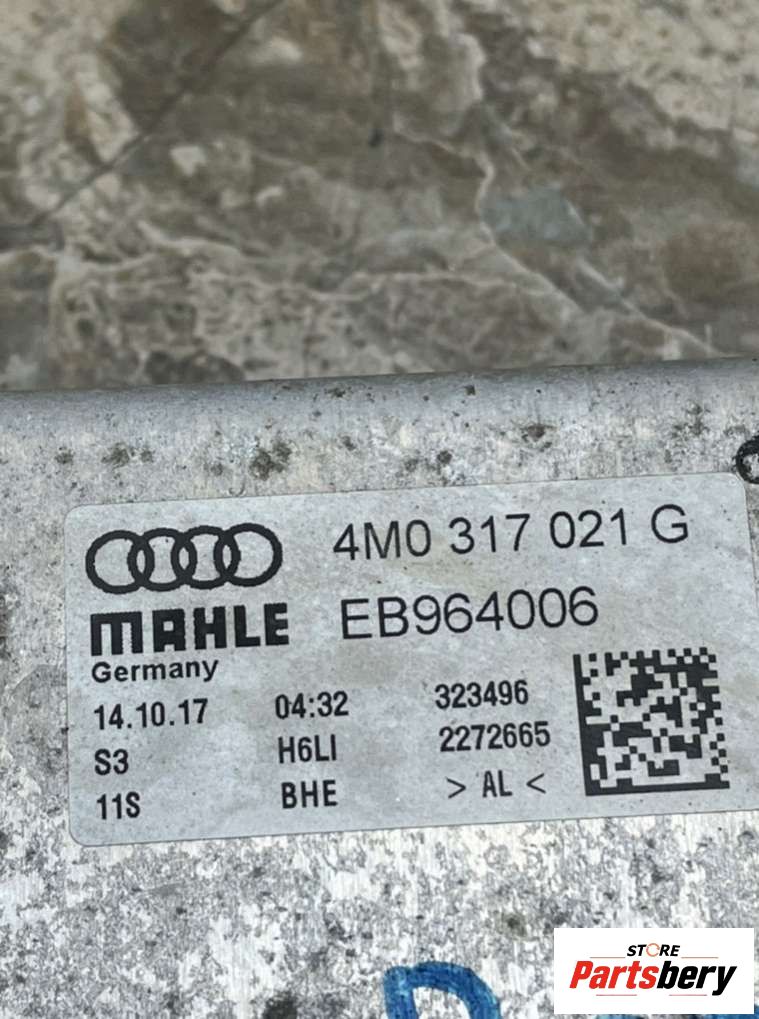 4M0 317 021 G
MAHLE EB964006
Germany
14.10.17 04:32 323496
S3 H6LI 2272665
11S BHE > AL <
STORE
Partsbery